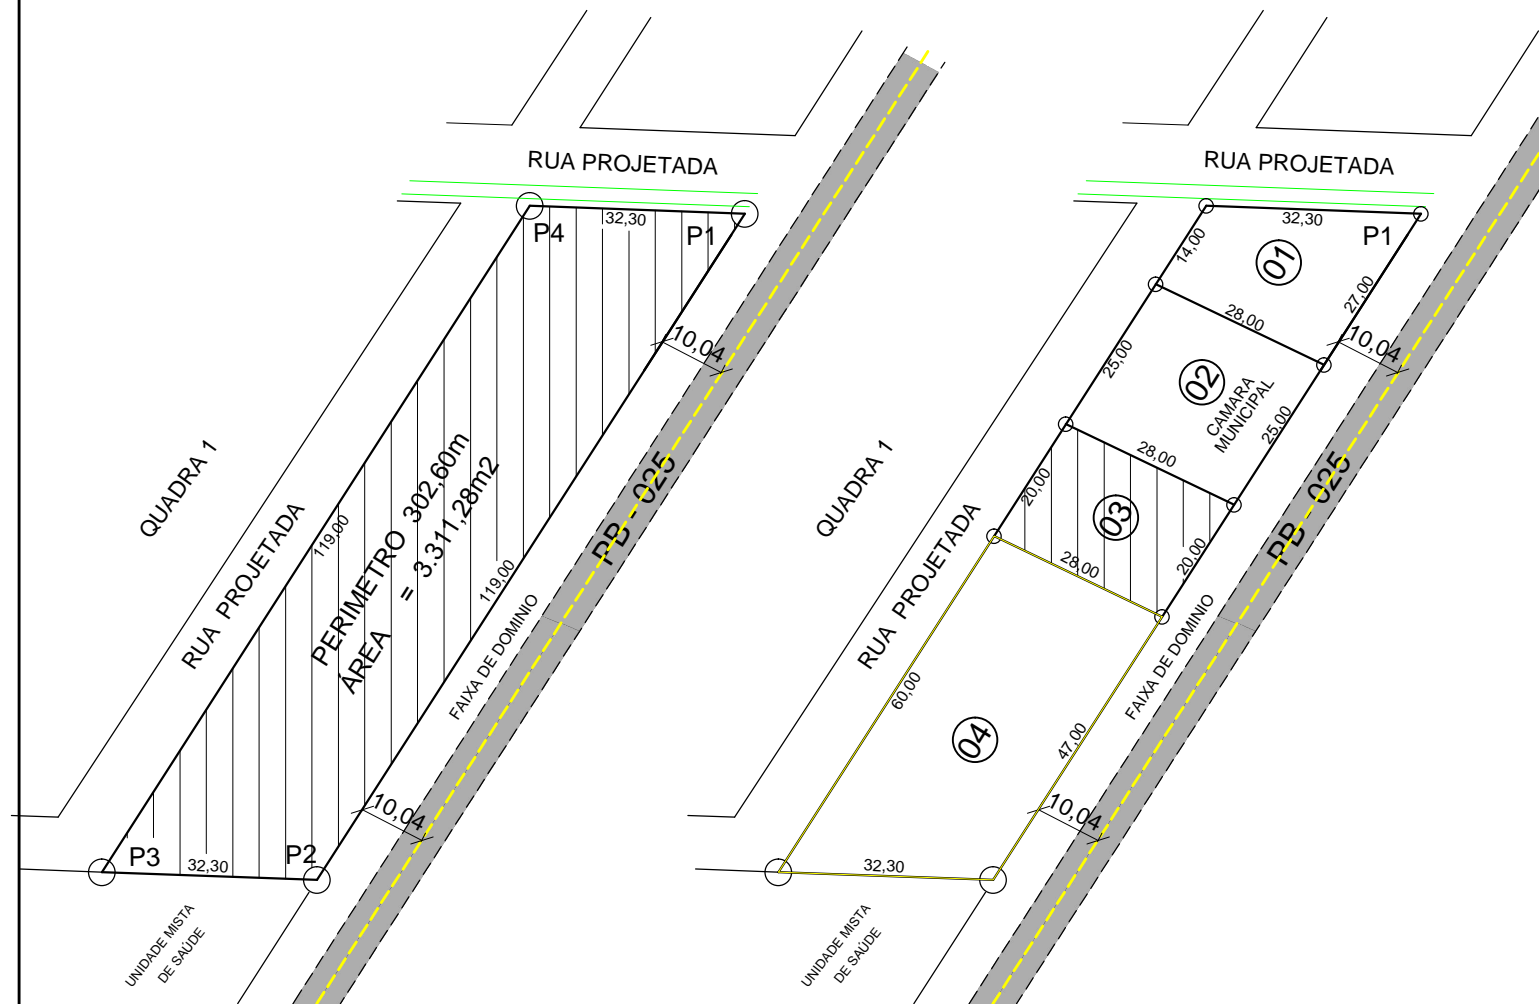 RUA PROJETADA
P4
32,30
P1
10,04
QUADRA 1
RUA PROJETADA
119,00
PERIMETRO 302,60m
ÁREA = 3.311,28m2
119,00
PB - 025
FAIXA DE DOMINIO
10,04
P3
32,30
P2
UNIDADE MISTA
DE SAÚDE
RUA PROJETADA
32,30
P1
14,00
01
27,00
28,00
10,04
25,00
02
CAMARA
MUNICIPAL
25,00
28,00
QUADRA 1
20,00
03
PB - 025
RUA PROJETADA
28,00
20,00
FAIXA DE DOMINIO
60,00
04
47,00
10,04
32,30
UNIDADE MISTA
DE SAÚDE